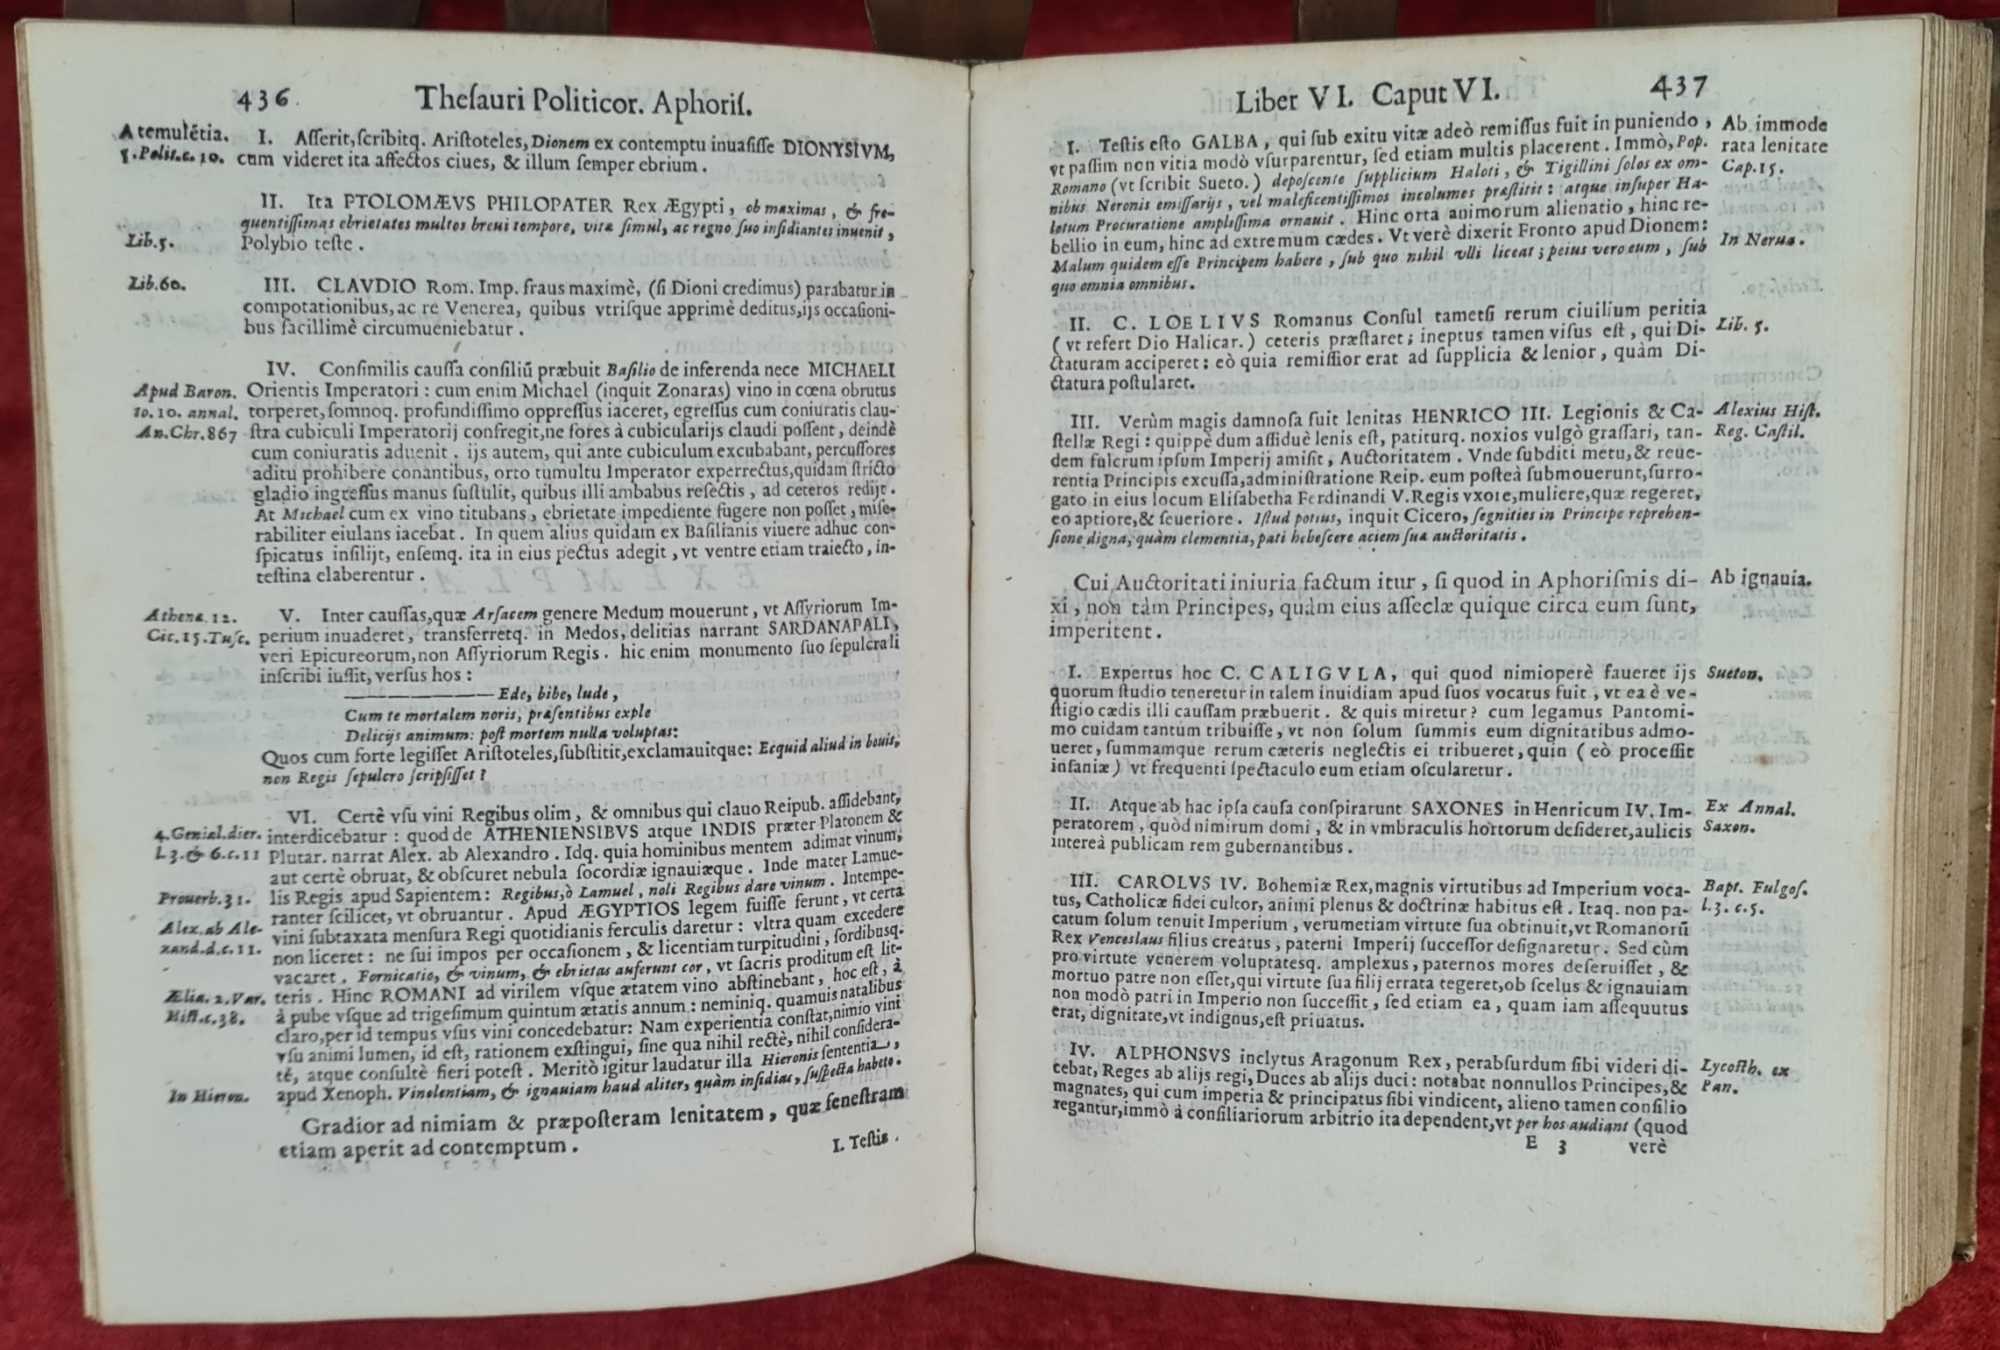 436. Theſauri Politicor. Aphoriſ.
A temulẽtia.
5. Polit. c. 10.
I. Aſſerit, ſcribitq. Ariſtoteles, Dionem ex contemptu inuaſiſſe DIONYSIVM,
cum videret ita affectos ciues, & illum ſemper ebrium.
II. Ita PTOLOMÆVS PHILOPATER Rex Ægypti, ob maximas, & fre-
quentiſſimas ebrietates multos breui tempore, vitæ ſimul, ac regno ſuo inſidiantes inuenit,
Lib. 5.
Polybio teſte.
Lib. 60.
III. CLAVDIO Rom. Imp. fraus maximè, (ſi Dioni credimus) parabatur in
compotationibus, ac re Venerea, quibus vtriſque apprimè deditus, ijs occaſioni-
bus facillimè circumueniebatur.
IV. Conſimilis cauſſa conſiliũ præbuit Baſilio de inferenda nece MICHAELI
Apud Baron.
to. 10. annal.
An. Chr. 867
Orientis Imperatori: cum enim Michael (inquit Zonaras) vino in cœna obrutus
torperet, ſomnoq. profundiſſimo oppreſſus iaceret, egreſſus cum coniuratis clau-
ſtra cubiculi Imperatorij confregit, ne fores à cubicularijs claudi poſſent, deindè
cum coniuratis aduenit. ijs autem, qui ante cubiculum excubabant, percuſſores
aditu prohibere conantibus, orto tumultu Imperator experrectus, quidam ſtricto
gladio ingreſſus manus ſuſtulit, quibus illi ambabus reſectis, ad ceteros redijt.
At Michael cum ex vino titubans, ebrietate impediente fugere non poſſet, miſe-
rabiliter eiulans iacebat. In quem alius quidam ex Baſilianis viuere adhuc con-
ſpicatus inſilijt, enſemq. ita in eius pectus adegit, vt ventre etiam traiecto, in-
teſtina elaberentur.
Athena. 12.
Cic. 15. Tuſc.
V. Inter cauſſas, quæ Arſacem genere Medum mouerunt, vt Aſſyriorum Im-
perium inuaderet, transferretq. in Medos, delitias narrant SARDANAPALI,
veri Epicureorum, non Aſſyriorum Regis. hic enim monumento ſuo ſepulcrali
inſcribi iuſſit, verſus hos:
———————— Ede, bibe, lude,
Cum te mortalem noris, præſentibus exple
Delicijs animum: poſt mortem nulla voluptas:
Quos cum forte legiſſet Ariſtoteles, ſubſtitit, exclamauitque: Ecquid aliud in bouis,
non Regis ſepulcro ſcripſiſſet?
VI. Certè vſu vini Regibus olim, & omnibus qui clauo Reipub. aſſidebant,
4. Genial. dier.
l. 3. & 6. c. 11
interdicebatur: quod de ATHENIENSIBVS atque INDIS præter Platonem &
Plutar. narrat Alex. ab Alexandro. Idq. quia hominibus mentem adimat vinum,
aut certè obruat, & obſcuret nebula ſocordiæ ignauiæque. Inde mater Lamue-
Prouerb. 31.
lis Regis apud Sapientem: Regibus, ò Lamuel, noli Regibus dare vinum. Intempe-
ranter ſcilicet, vt obruantur. Apud ÆGYPTIOS legem fuiſſe ferunt, vt certa
Alex. ab Ale-
xand. d. c. 11.
vini ſubtaxata menſura Regi quotidianis ferculis daretur: vltra quam excedere
non liceret: ne ſui impos per occaſionem, & licentiam turpitudini, ſordibusq.
vacaret. Fornicatio, & vinum, & ebrietas auferunt cor, vt ſacris proditum eſt lit-
Ælia. 2. Var.
Hiſt. c. 38.
teris. Hinc ROMANI ad virilem vſque ætatem vino abſtinebant, hoc eſt, à
à pube vſque ad trigeſimum quintum ætatis annum: neminiq. quamuis natalibus
claro, per id tempus vſus vini concedebatur: Nam experientia conſtat, nimio vini
vſu animi lumen, id eſt, rationem exſtingui, ſine qua nihil rectè, nihil conſidera-
tè, atque conſultè fieri poteſt. Meritò igitur laudatur illa Hieronis ſententia,
In Hieron.
apud Xenoph. Vinolentiam, & ignauiam haud aliter, quàm inſidias, ſuſpecta habeto.
Gradior ad nimiam & præpoſteram lenitatem, quæ feneſtram
etiam aperit ad contemptum.
I. Teſtis.
Liber VI. Caput VI. 437
I. Teſtis eſto GALBA, qui ſub exitu vitæ adeò remiſſus fuit in puniendo,
vt paſſim non vitia modò vſurparentur, ſed etiam multis placerent. Immò, Pop.
Romano (vt ſcribit Sueto.) depoſcente ſupplicium Haloti, & Tigillini ſolos ex om-
nibus Neronis emiſſarijs, vel maleficentiſſimos incolumes præſtitit: atque inſuper Ha-
lotum Procuratione ampliſſima ornauit. Hinc orta animorum alienatio, hinc re-
bellio in eum, hinc ad extremum cædes. Vt verè dixerit Fronto apud Dionem:
Malum quidem eſſe Principem habere, ſub quo nihil vlli liceat; peius vero eum, ſub
quo omnia omnibus.
Ab immode
rata lenitate
Cap. 15.
In Nerua.
II. C. LOELIVS Romanus Conſul tametſi rerum ciuilium peritia
(vt refert Dio Halicar.) ceteris præſtaret; ineptus tamen viſus eſt, qui Di-
ctaturam acciperet: eò quia remiſſior erat ad ſupplicia & lenior, quàm Di-
ctatura poſtularet.
Lib. 5.
III. Verùm magis damnoſa fuit lenitas HENRICO III. Legionis & Ca-
ſtellæ Regi: quippè dum aſſiduè lenis eſt, patiturq. noxios vulgò graſſari, tan-
dem fulcrum ipſum Imperij amiſit, Auctoritatem. Vnde ſubditi metu, & reue-
rentia Principis excuſſa, adminiſtratione Reip. eum poſteà ſubmouerunt, ſurro-
gato in eius locum Eliſabetha Ferdinandi V. Regis vxore, muliere, quæ regeret,
eo aptiore, & ſeueriore. Iſtud potius, inquit Cicero, ſegnities in Principe reprehen-
ſione digna, quàm clementia, pati hebeſcere aciem ſuæ auctoritatis.
Alexius Hiſt.
Reg. Caſtil.
Cui Auctoritati iniuria factum itur, ſi quod in Aphoriſmis di-
xi, non tàm Principes, quàm eius aſſeclæ quique circa eum ſunt,
imperitent.
Ab ignauia.
I. Expertus hoc C. CALIGVLA, qui quod nimioperè faueret ijs
quorum ſtudio teneretur in talem inuidiam apud ſuos vocatus fuit, vt ea è ve-
ſtigio cædis illi cauſſam præbuerit. & quis miretur? cum legamus Pantomi-
mo cuidam tantum tribuiſſe, vt non ſolum ſummis eum dignitatibus admo-
ueret, ſummamque rerum cæteris neglectis ei tribueret, quin (eò proceſſit
inſaniæ) vt frequenti ſpectaculo eum etiam oſcularetur.
Sueton.
II. Atque ab hac ipſa cauſa conſpirarunt SAXONES in Henricum IV. Im-
peratorem, quòd nimirum domi, & in vmbraculis hortorum deſideret, aulicis
intereà publicam rem gubernantibus.
Ex Annal.
Saxon.
III. CAROLVS IV. Bohemiæ Rex, magnis virtutibus ad Imperium voca-
tus, Catholicæ fidei cultor, animi plenus & doctrinæ habitus eſt. Itaq. non pa-
catum ſolum tenuit Imperium, verumetiam virtute ſua obtinuit, vt Romanorũ
Rex Venceslaus filius creatus, paterni Imperij ſucceſſor deſignaretur. Sed cùm
pro virtute venerem voluptatesq. amplexus, paternos mores deſeruiſſet, &
mortuo patre non eſſet, qui virtute ſua filij errata tegeret, ob ſcelus & ignauiam
non modò patri in Imperio non ſucceſſit, ſed etiam ea, quam iam aſſequutus
erat, dignitate, vt indignus, eſt priuatus.
Bapt. Fulgoſ.
l. 3. c. 5.
IV. ALPHONSVS inclytus Aragonum Rex, perabſurdum ſibi videri di-
cebat, Reges ab alijs regi, Duces ab alijs duci: notabat nonnullos Principes, &
magnates, qui cum imperia & principatus ſibi vindicent, alieno tamen conſilio
regantur, immò à conſiliariorum arbitrio ita dependent, vt per hos audiant (quod
Lycoſth. ex
Pan.
E 3 verè